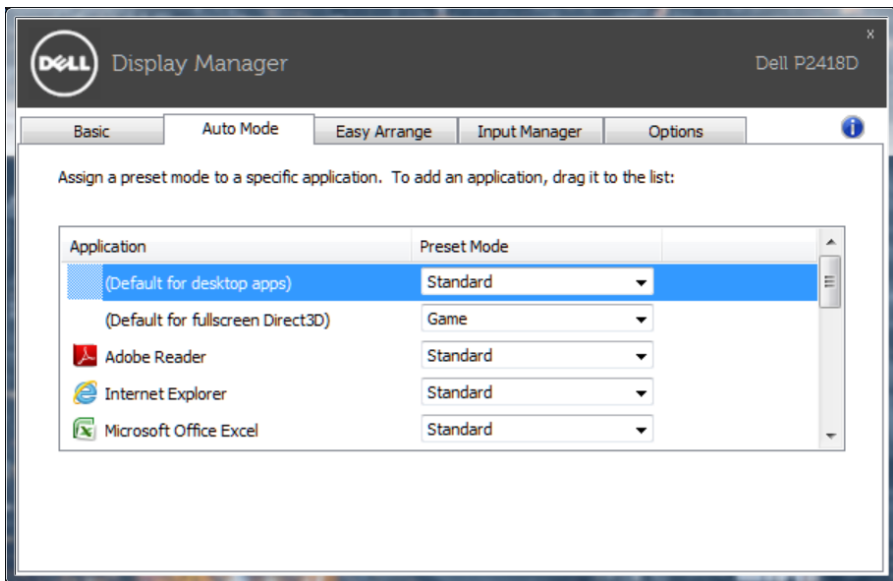 DELL
Display Manager
x
Dell P2418D
Basic
Auto Mode
Easy Arrange
Input Manager
Options
i
Assign a preset mode to a specific application. To add an application, drag it to the list:
Application
Preset Mode
(Default for desktop apps)
Standard
(Default for fullscreen Direct3D)
Game
Adobe Reader
Standard
Internet Explorer
Standard
Microsoft Office Excel
Standard